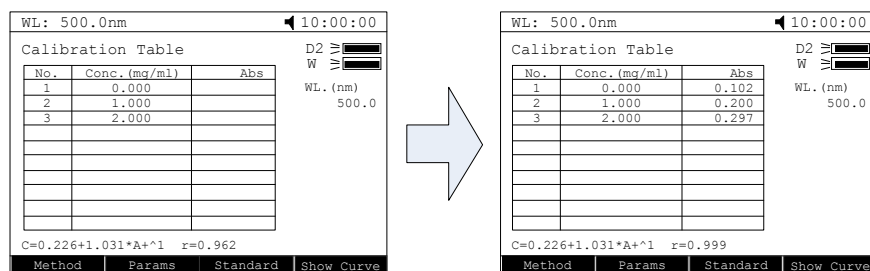 WL: 500.0nm 10:00:00
Calibration Table D2
W
No. Conc.(mg/ml) Abs
1 0.000
2 1.000
3 2.000
WL.(nm)
500.0
C=0.226+1.031*A+^1 r=0.962
Method Params Standard Show Curve
WL: 500.0nm 10:00:00
Calibration Table D2
W
No. Conc.(mg/ml) Abs
1 0.000 0.102
2 1.000 0.200
3 2.000 0.297
WL.(nm)
500.0
C=0.226+1.031*A+^1 r=0.999
Method Params Standard Show Curve